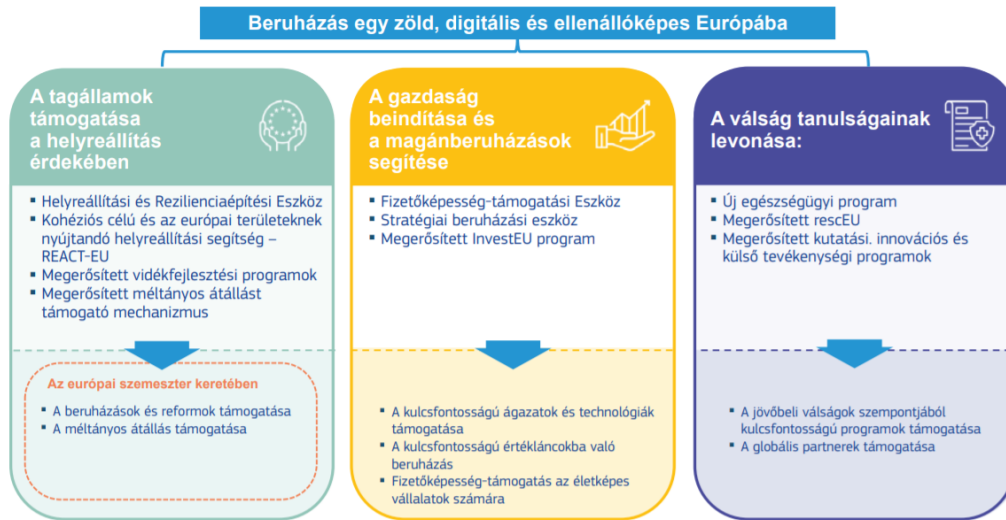 Beruházás egy zöld, digitális és ellenállóképes Európába
A tagállamok
támogatása
a helyreállítás
érdekében
▪ Helyreállítási és Rezilienciaépítési Eszköz
▪ Kohéziós célú és az európai területeknek
nyújtandó helyreállítási segítség –
REACT-EU
▪ Megerősített vidékfejlesztési programok
▪ Megerősített méltányos átállást
támogató mechanizmus
Az európai szemeszter keretében
▪ A beruházások és reformok támogatása
▪ A méltányos átállás támogatása
A gazdaság
beindítása és
a magánberuházások
segítése
▪ Fizetőképesség-támogatási Eszköz
▪ Stratégiai beruházási eszköz
▪ Megerősített InvestEU program
▪ A kulcsfontosságú ágazatok és technológiák
támogatása
▪ A kulcsfontosságú értékláncokba való
beruházás
▪ Fizetőképesség-támogatás az életképes
vállalatok számára
A válság tanulságainak
levonása:
▪ Új egészségügyi program
▪ Megerősített rescEU
▪ Megerősített kutatási. innovációs és
külső tevékenységi programok
▪ A jövőbeli válságok szempontjából
kulcsfontosságú programok támogatása
▪ A globális partnerek támogatása